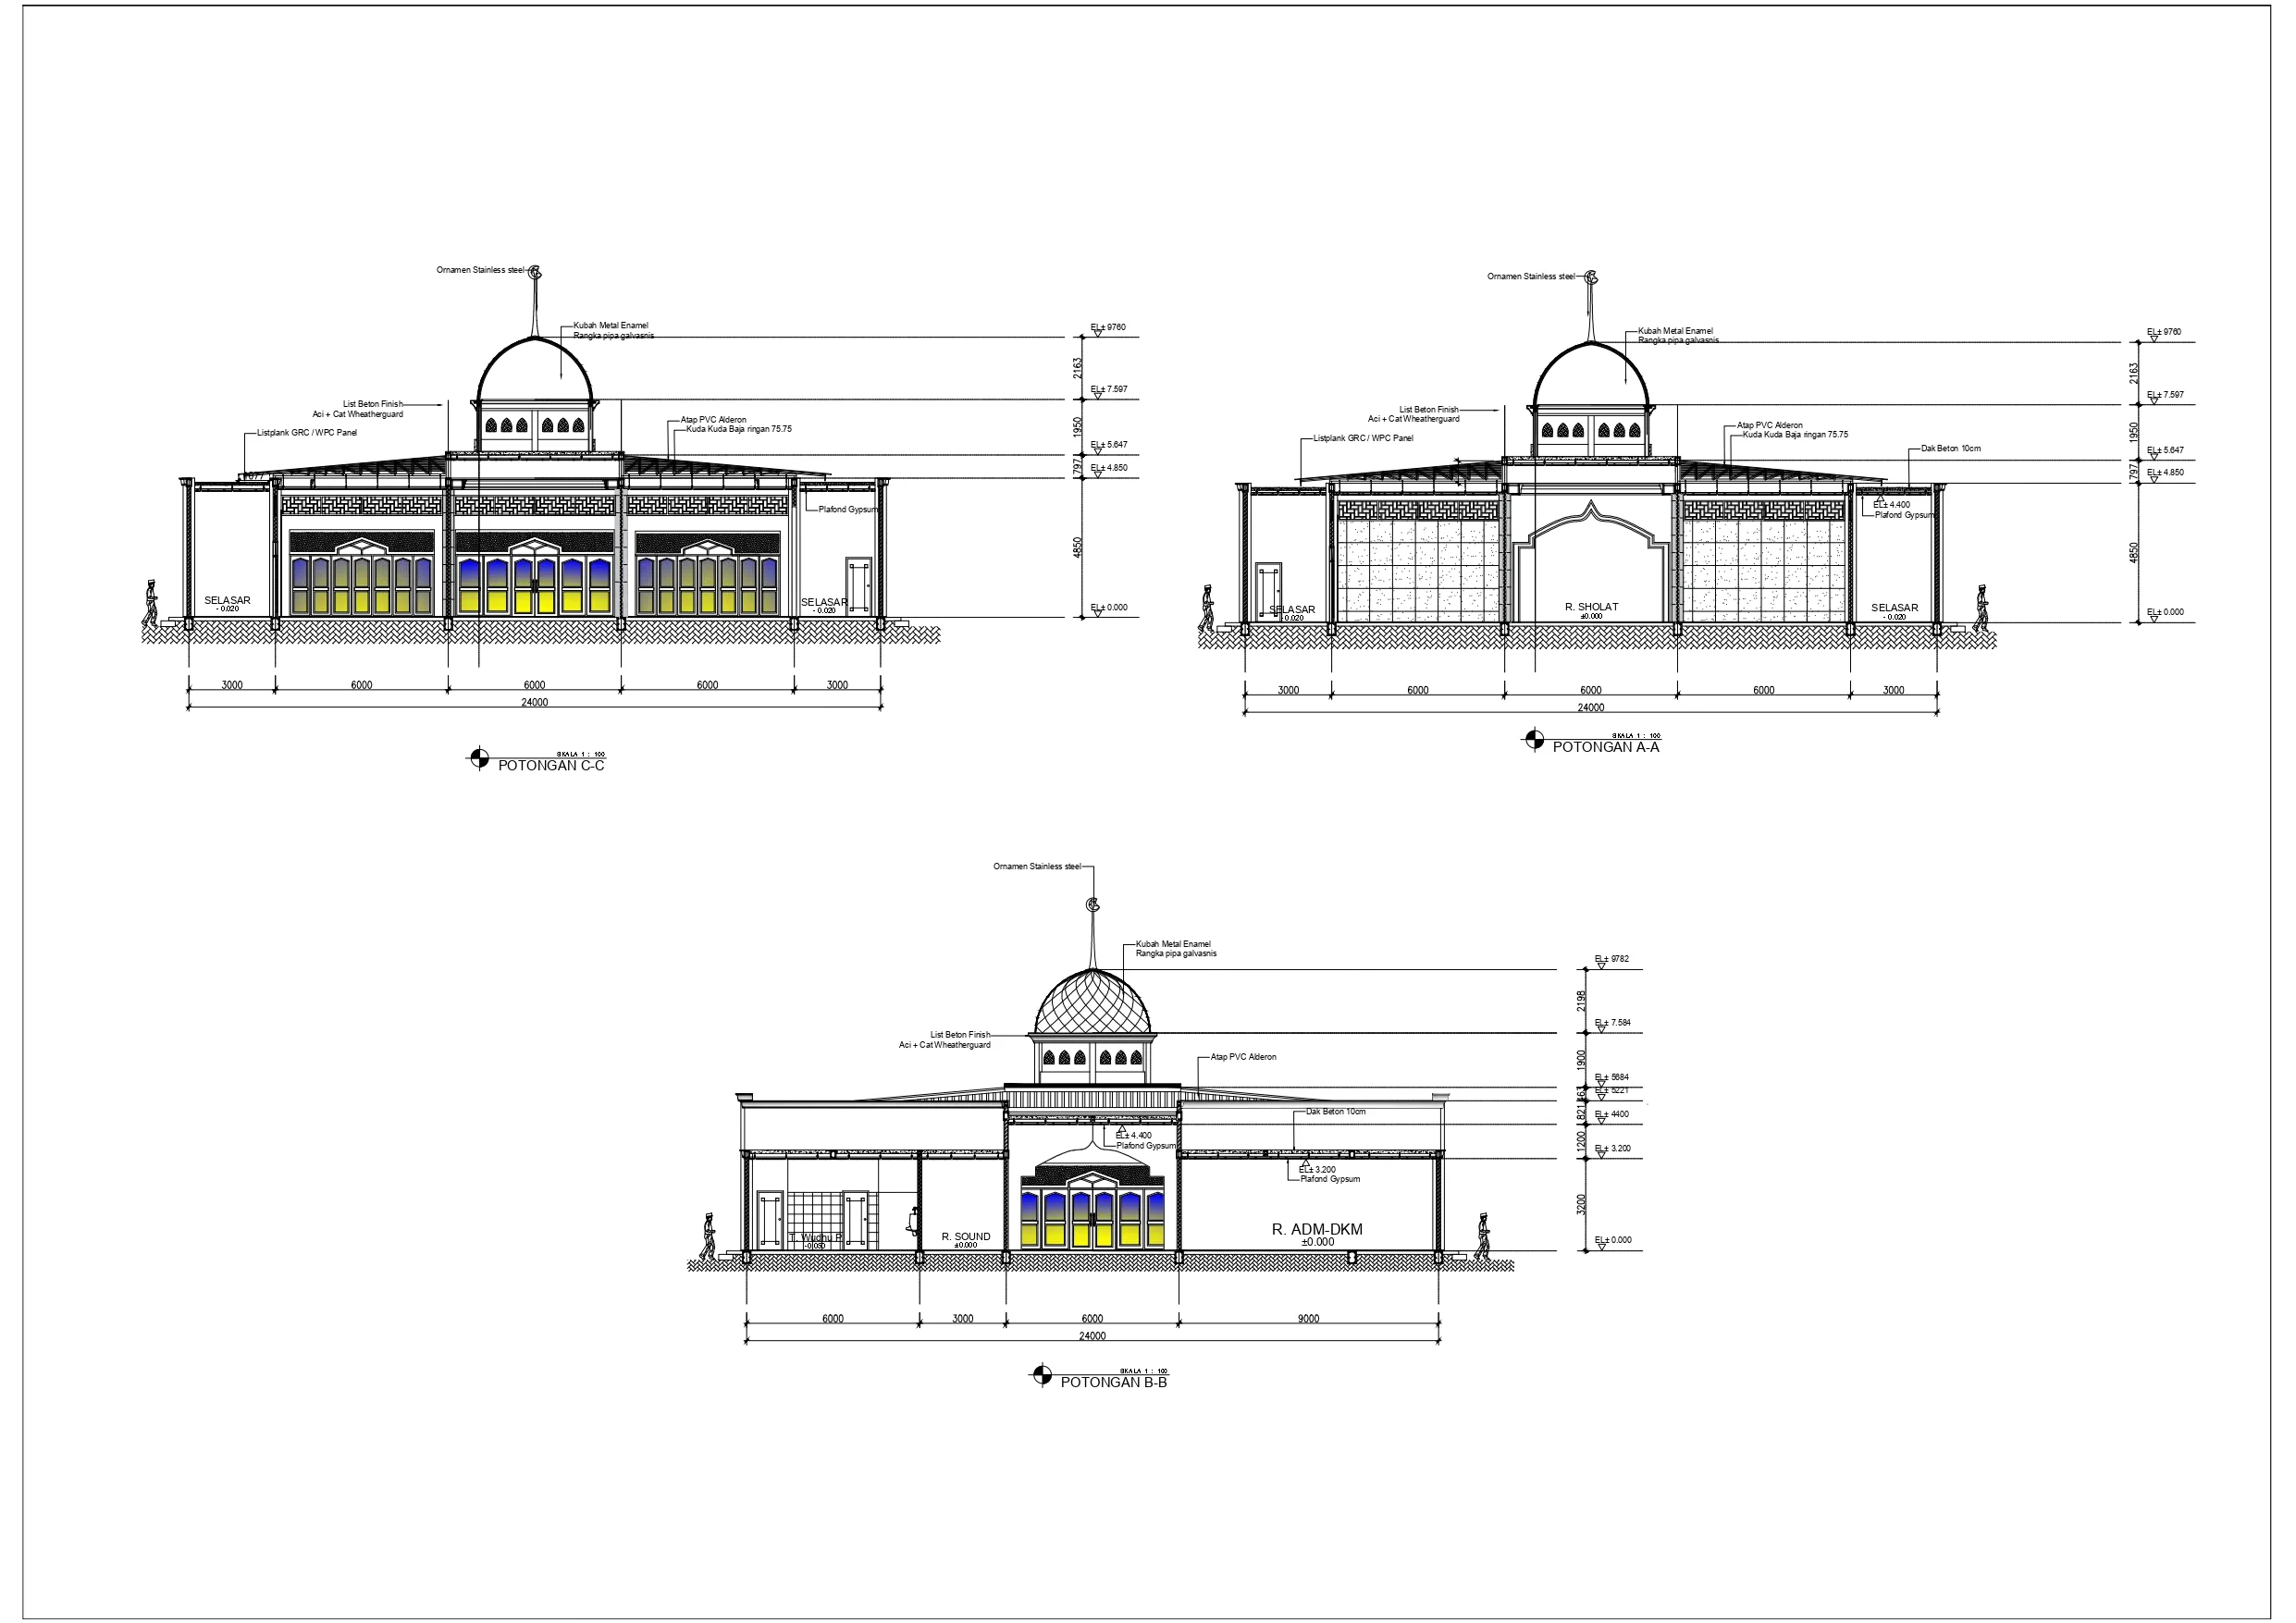 Ornamen Stainless steel
Kubah Metal Enamel
Rangka pipa galvasnis
List Beton Finish
Aci + Cat Wheatherguard
Listplank GRC / WPC Panel
Atap PVC Alderon
Kuda Kuda Baja ringan 75.75
Plafond Gypsum
SELASAR
- 0.020
SELASAR
- 0.020
EL± 9760
2163
EL± 7.597
1950
EL± 5.647
797
EL± 4.850
4850
EL± 0.000
3000
6000
6000
6000
3000
24000
SKALA 1 : 100
POTONGAN C-C
Ornamen Stainless steel
Kubah Metal Enamel
Rangka pipa galvasnis
List Beton Finish
Aci + Cat Wheatherguard
Listplank GRC / WPC Panel
Atap PVC Alderon
Kuda Kuda Baja ringan 75.75
Dak Beton 10cm
EL± 4.400
Plafond Gypsum
SELASAR
- 0.020
R. SHOLAT
±0.000
SELASAR
- 0.020
EL± 9760
2163
EL± 7.597
1950
EL± 5.647
797
EL± 4.850
4850
EL± 0.000
3000
6000
6000
6000
3000
24000
SKALA 1 : 100
POTONGAN A-A
Ornamen Stainless steel
Kubah Metal Enamel
Rangka pipa galvasnis
List Beton Finish
Aci + Cat Wheatherguard
Atap PVC Alderon
Dak Beton 10cm
EL± 4.400
Plafond Gypsum
EL± 3.200
Plafond Gypsum
T. Wudhu P.
-0.050
R. SOUND
±0.000
R. ADM-DKM
±0.000
EL± 9782
2198
EL± 7.584
1900
EL± 5684
463
EL± 5221
821
EL± 4400
1200
EL± 3.200
3200
EL± 0.000
6000
3000
6000
9000
24000
SKALA 1 : 100
POTONGAN B-B